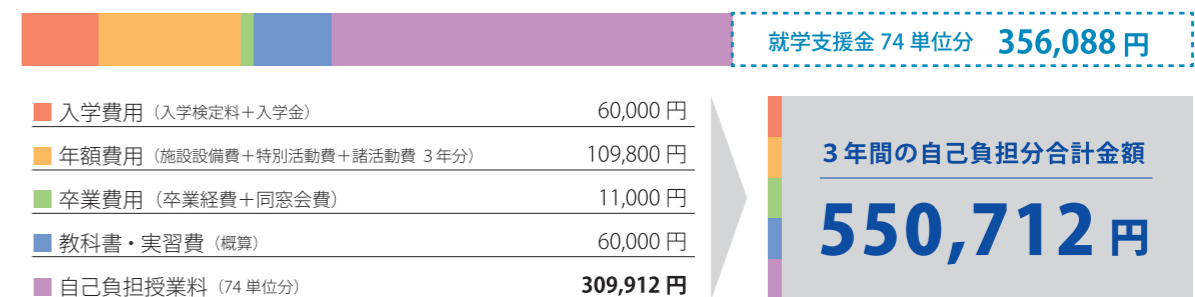 就学支援金 74 単位分 356,088 円
入学費用（入学検定料＋入学金） 60,000 円
年額費用（施設設備費＋特別活動費＋諸活動費 ３年分） 109,800 円
卒業費用（卒業経費＋同窓会費） 11,000 円
教科書・実習費（概算） 60,000 円
自己負担授業料（74 単位分） 309,912 円
３年間の自己負担分合計金額
550,712 円